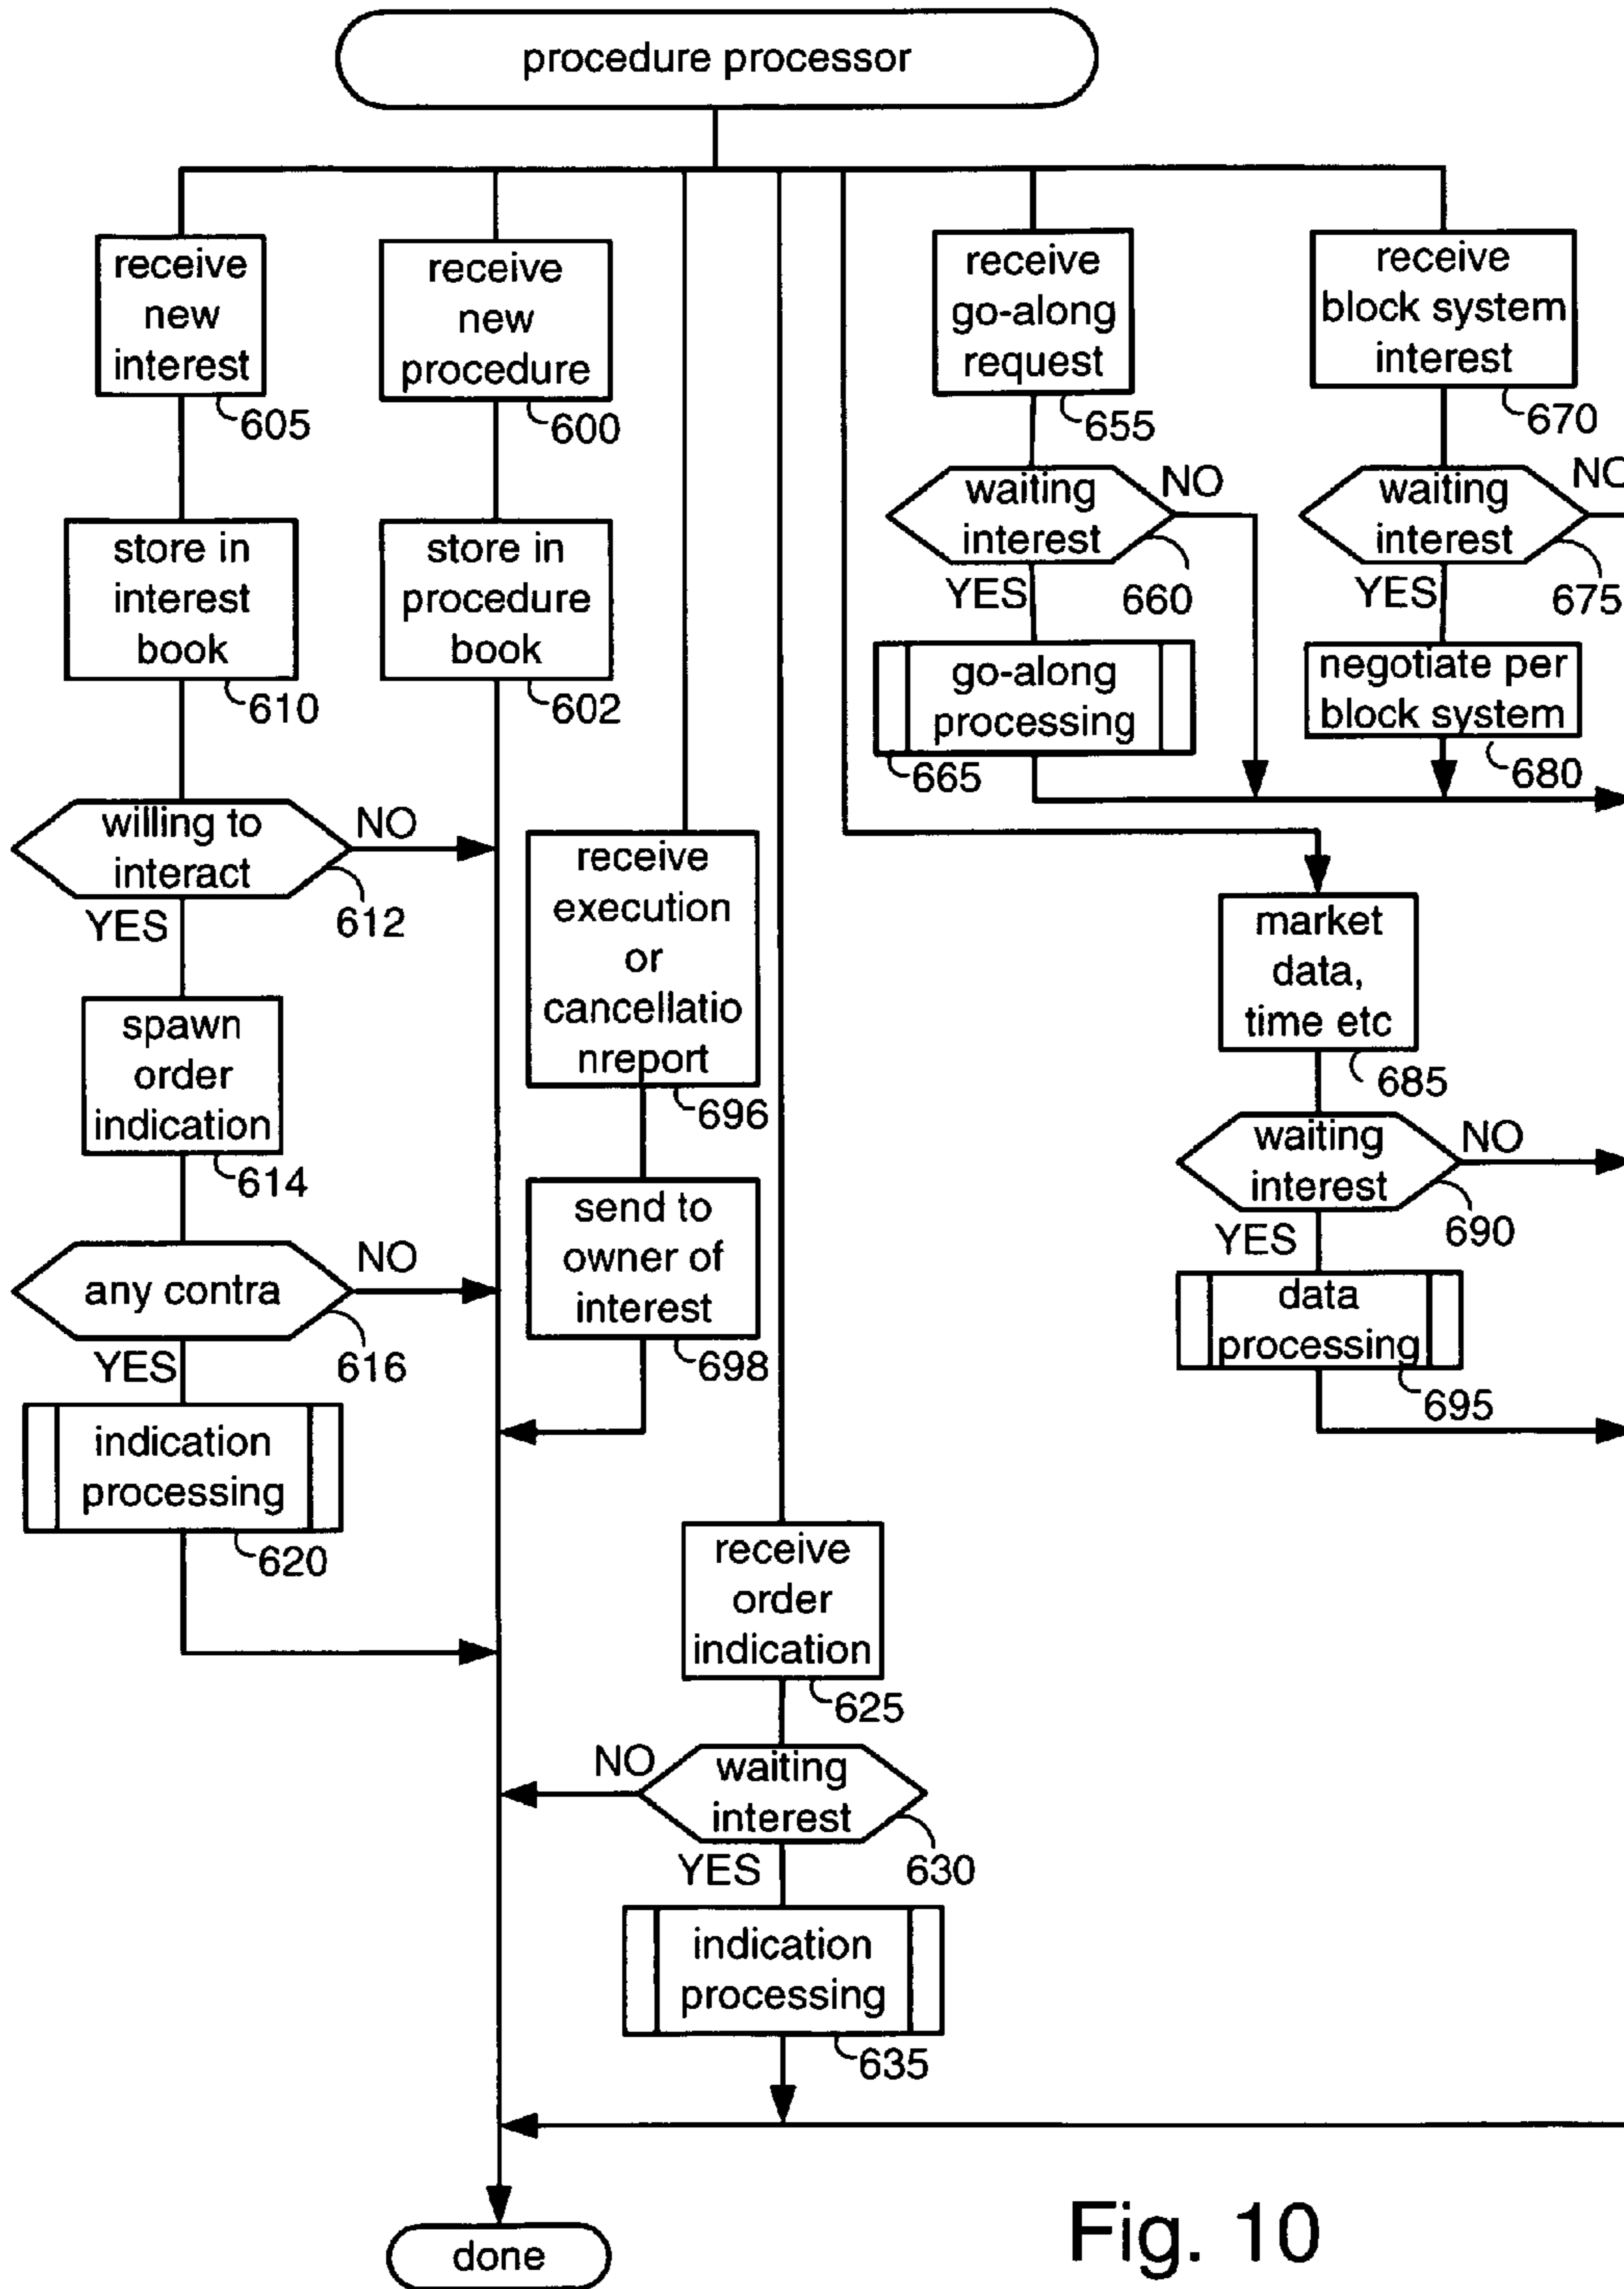 procedure processor
receive
new
interest
605
store in
interest
book
610
willing to
interact
NO
612
YES
spawn
order
indication
614
any contra
NO
616
YES
indication
processing
620
receive
new
procedure
600
store in
procedure
book
602
receive
execution
or
cancellatio
nreport
696
send to
owner of
interest
698
receive
order
indication
625
waiting
interest
NO
630
YES
indication
processing
635
receive
go-along
request
655
waiting
interest
NO
660
YES
go-along
processing
665
receive
block system
interest
670
waiting
interest
NO
675
YES
negotiate per
block system
680
market
data,
time etc
685
waiting
interest
NO
690
YES
data
processing
695
done
Fig. 10